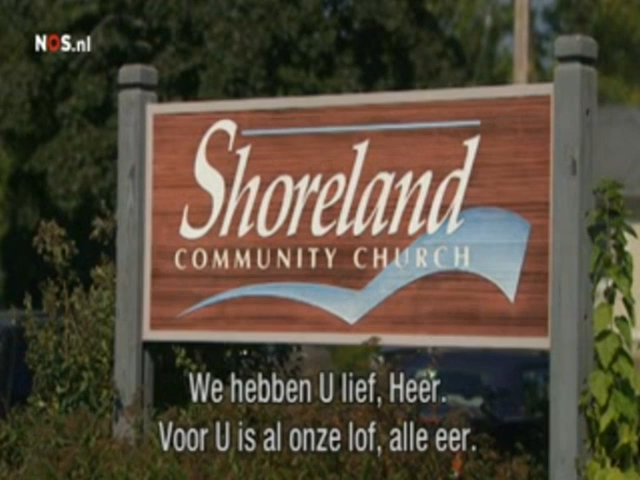 NOS.nl
Shoreland
COMMUNITY CHURCH
We hebben U lief, Heer.
Voor U is al onze lof, alle eer.